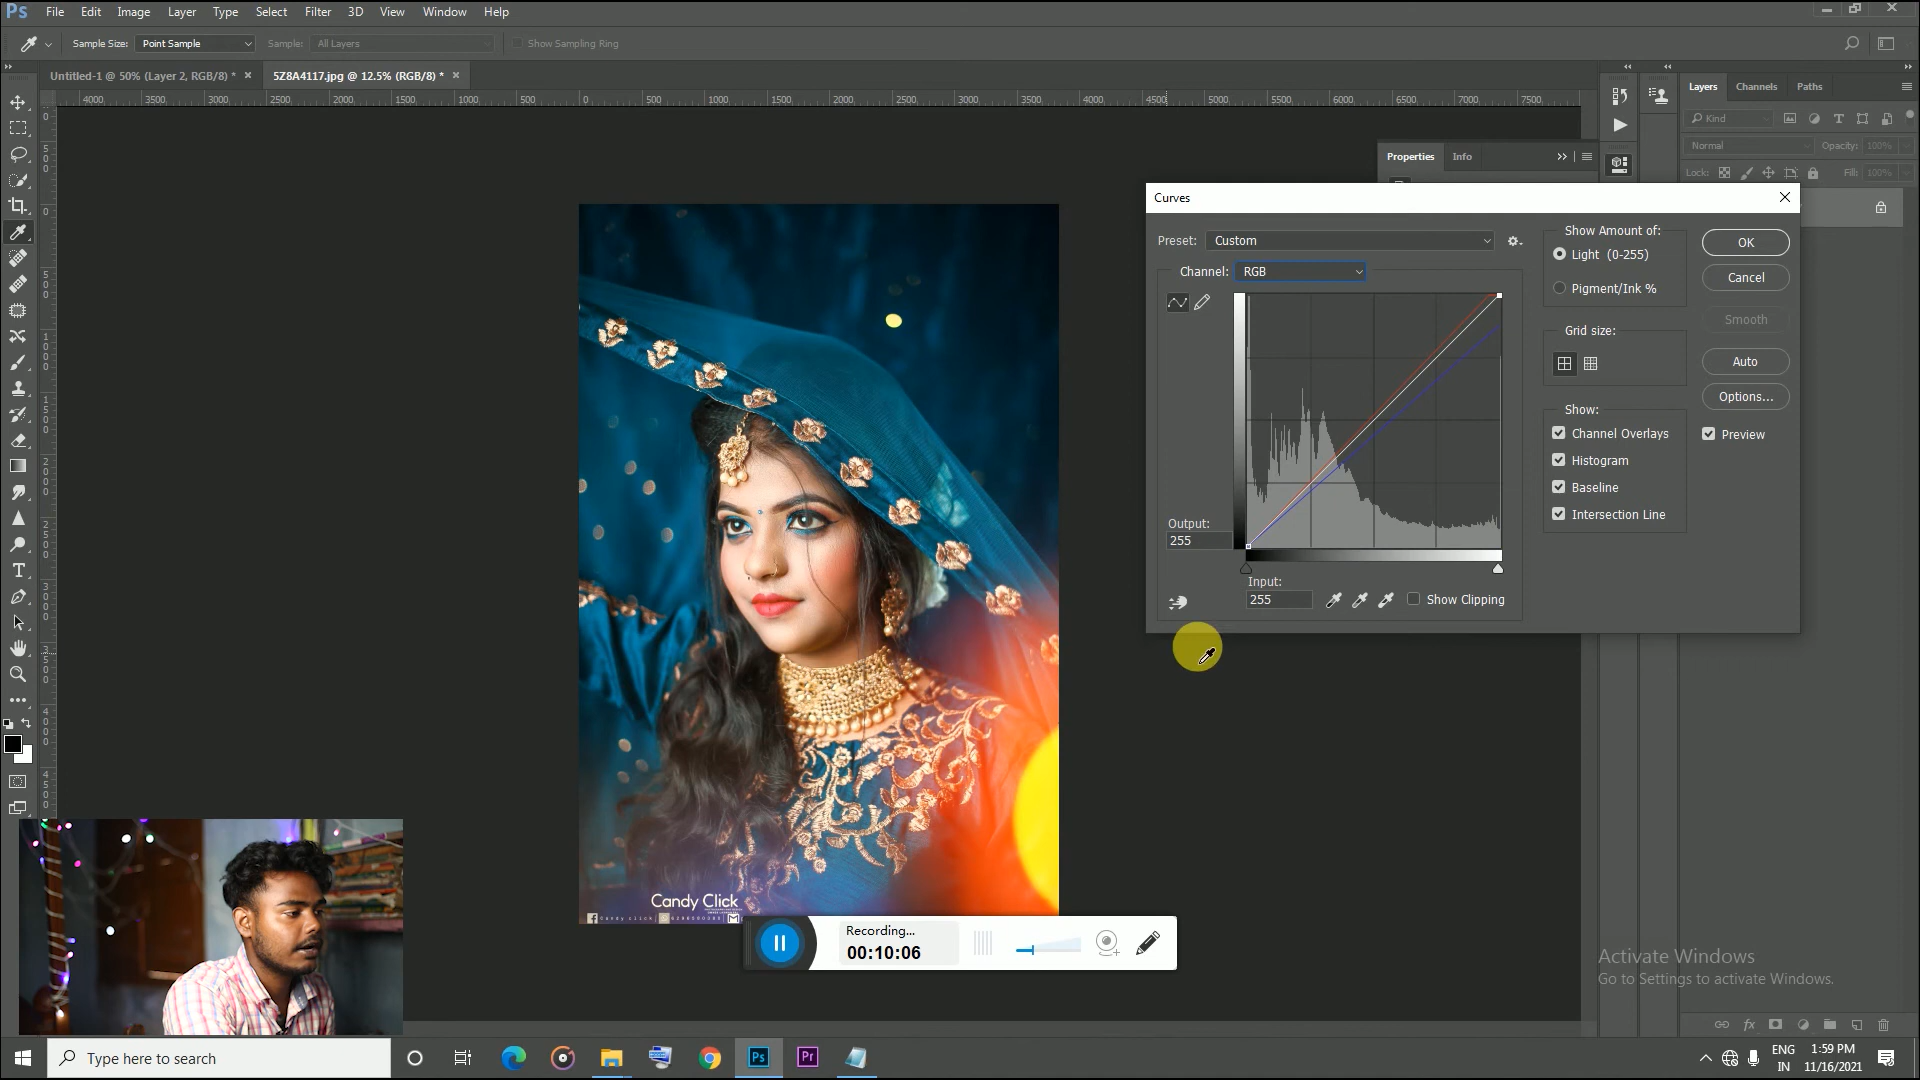 Ps File Edit Image Layer Type Select Filter 3D View Window Help
Sample Size: Point Sample Sample: All Layers Show Sampling Ring
Untitled-1 @ 50% (Layer 2, RGB/8) * × 5Z8A4117.jpg @ 12.5% (RGB/8) * ×
4000 3500 3000 2500 2000 1500 1000 500 0 500 1000 1500 2000 2500 3000 3500 4000 4500 5000 5500 6000 6500 7000 7500
Layers Channels Paths
Kind
Normal Opacity: 100%
Lock: Fill: 100%
Properties Info
Curves
Preset: Custom
Channel: RGB
Output:
255
Input:
255
Show Clipping
Show Amount of:
Light (0-255)
Pigment/Ink %
Grid size:
Show:
Channel Overlays
Histogram
Baseline
Intersection Line
OK
Cancel
Smooth
Auto
Options...
Preview
Candy Click
Recording...
00:10:06
Activate Windows
Go to Settings to activate Windows.
Type here to search
Ps
Pr
ENG
IN
1:59 PM
11/16/2021